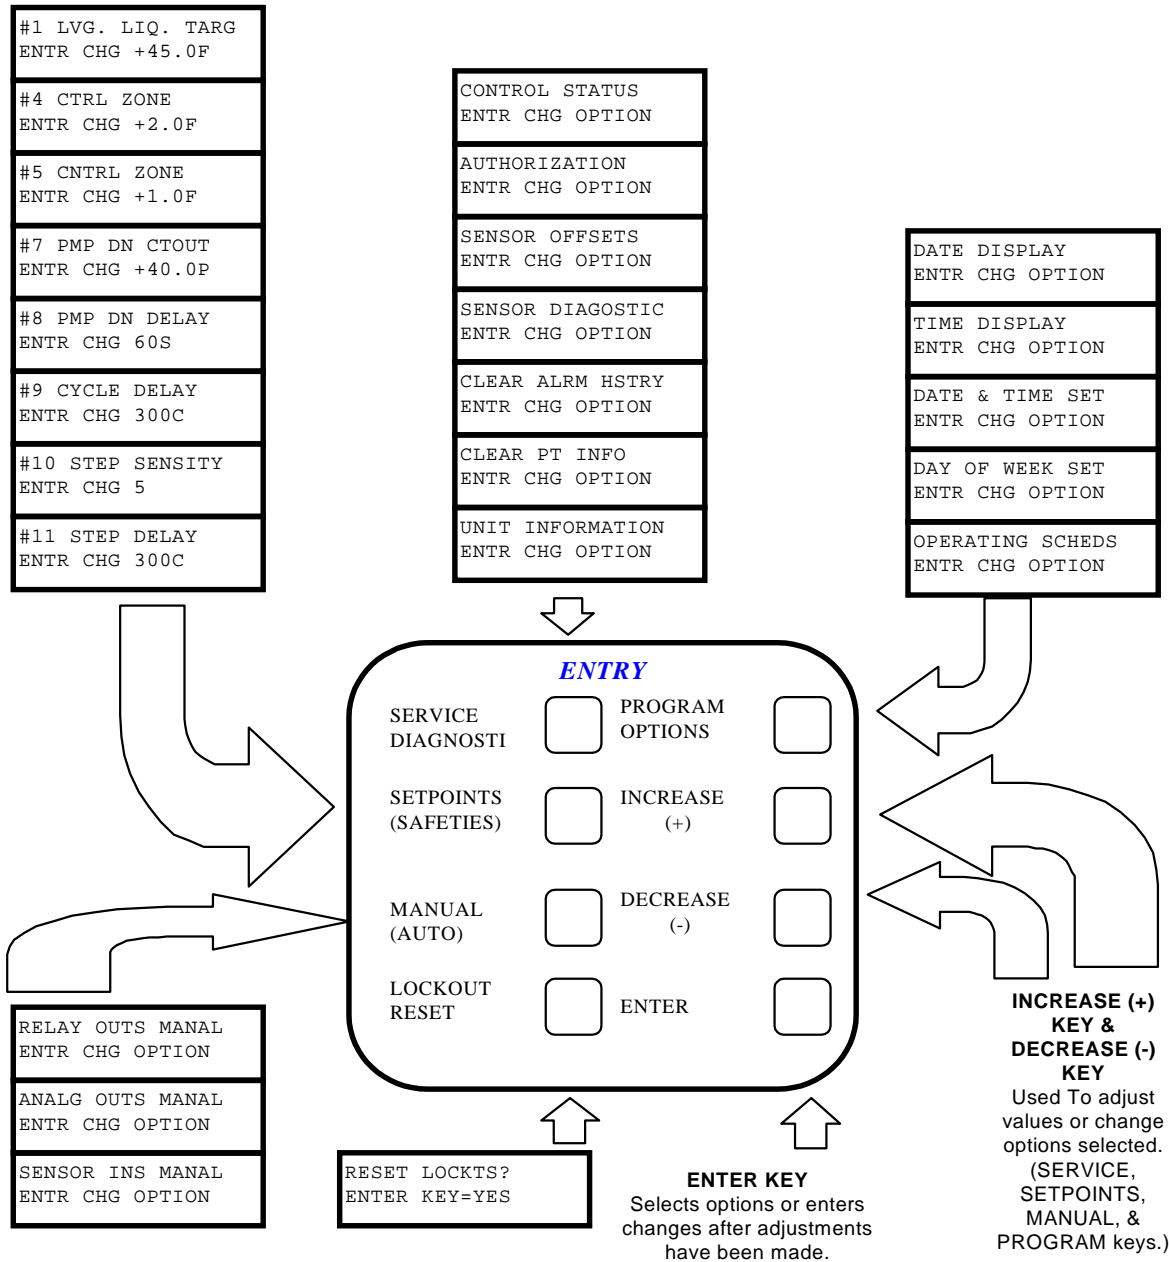 #1 LVG. LIQ. TARG
ENTR CHG +45.0F
#4 CTRL ZONE
ENTR CHG +2.0F
#5 CNTRL ZONE
ENTR CHG +1.0F
#7 PMP DN CTOUT
ENTR CHG +40.0P
#8 PMP DN DELAY
ENTR CHG 60S
#9 CYCLE DELAY
ENTR CHG 300C
#10 STEP SENSITY
ENTR CHG 5
#11 STEP DELAY
ENTR CHG 300C
CONTROL STATUS
ENTR CHG OPTION
AUTHORIZATION
ENTR CHG OPTION
SENSOR OFFSETS
ENTR CHG OPTION
SENSOR DIAGOSTIC
ENTR CHG OPTION
CLEAR ALRM HSTRY
ENTR CHG OPTION
CLEAR PT INFO
ENTR CHG OPTION
UNIT INFORMATION
ENTR CHG OPTION
DATE DISPLAY
ENTR CHG OPTION
TIME DISPLAY
ENTR CHG OPTION
DATE & TIME SET
ENTR CHG OPTION
DAY OF WEEK SET
ENTR CHG OPTION
OPERATING SCHEDS
ENTR CHG OPTION
ENTRY
SERVICE
DIAGNOSTI
PROGRAM
OPTIONS
SETPOINTS
(SAFETIES)
INCREASE
(+)
MANUAL
(AUTO)
DECREASE
(-)
LOCKOUT
RESET
ENTER
RELAY OUTS MANAL
ENTR CHG OPTION
ANALG OUTS MANAL
ENTR CHG OPTION
SENSOR INS MANAL
ENTR CHG OPTION
RESET LOCKTS?
ENTER KEY=YES
ENTER KEY
Selects options or enters
changes after adjustments
have been made.
INCREASE (+)
KEY &
DECREASE (-)
KEY
Used To adjust
values or change
options selected.
(SERVICE,
SETPOINTS,
MANUAL, &
PROGRAM keys.)